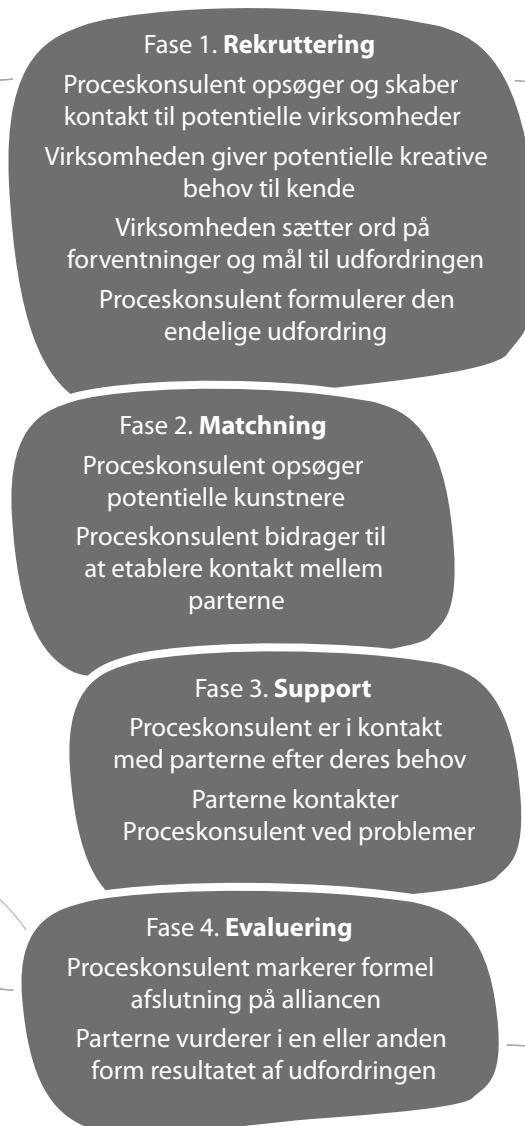 Fase 1. Rekruttering
Proceskonsulent opsøger og skaber
kontakt til potentielle virksomheder
Virksomheden giver potentielle kreative
behov til kende
Virksomheden sætter ord på
forventninger og mål til udfordringen
Proceskonsulent formulerer den
endelige udfordring
Fase 2. Matchning
Proceskonsulent opsøger
potentielle kunstnere
Proceskonsulent bidrager til
at etablere kontakt mellem
parterne
Fase 3. Support
Proceskonsulent er i kontakt
med parterne efter deres behov
Parterne kontakter
Proceskonsulent ved problemer
Fase 4. Evaluering
Proceskonsulent markerer formel
afslutning på alliancen
Parterne vurderer i en eller anden
form resultatet af udfordringen